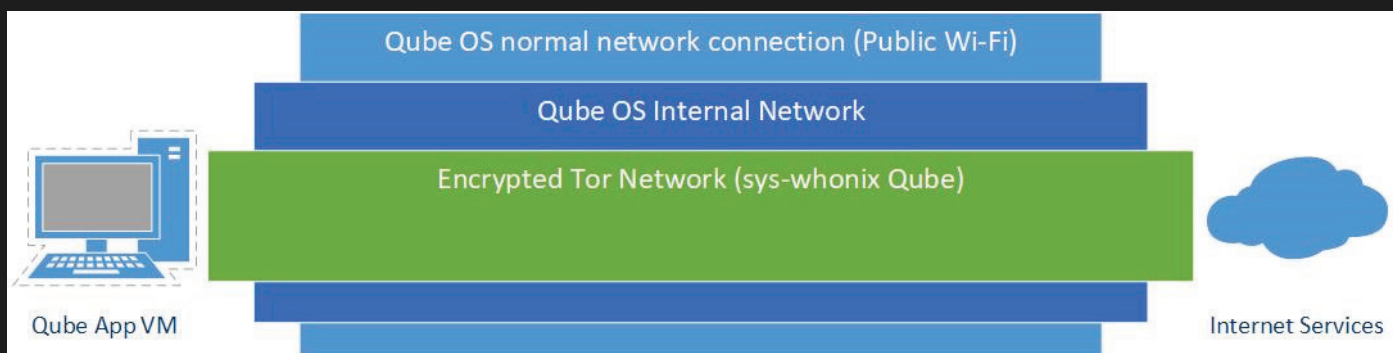 Qube OS normal network connection (Public Wi-Fi)
Qube OS Internal Network
Encrypted Tor Network (sys-whonix Qube)
Qube App VM
Internet Services